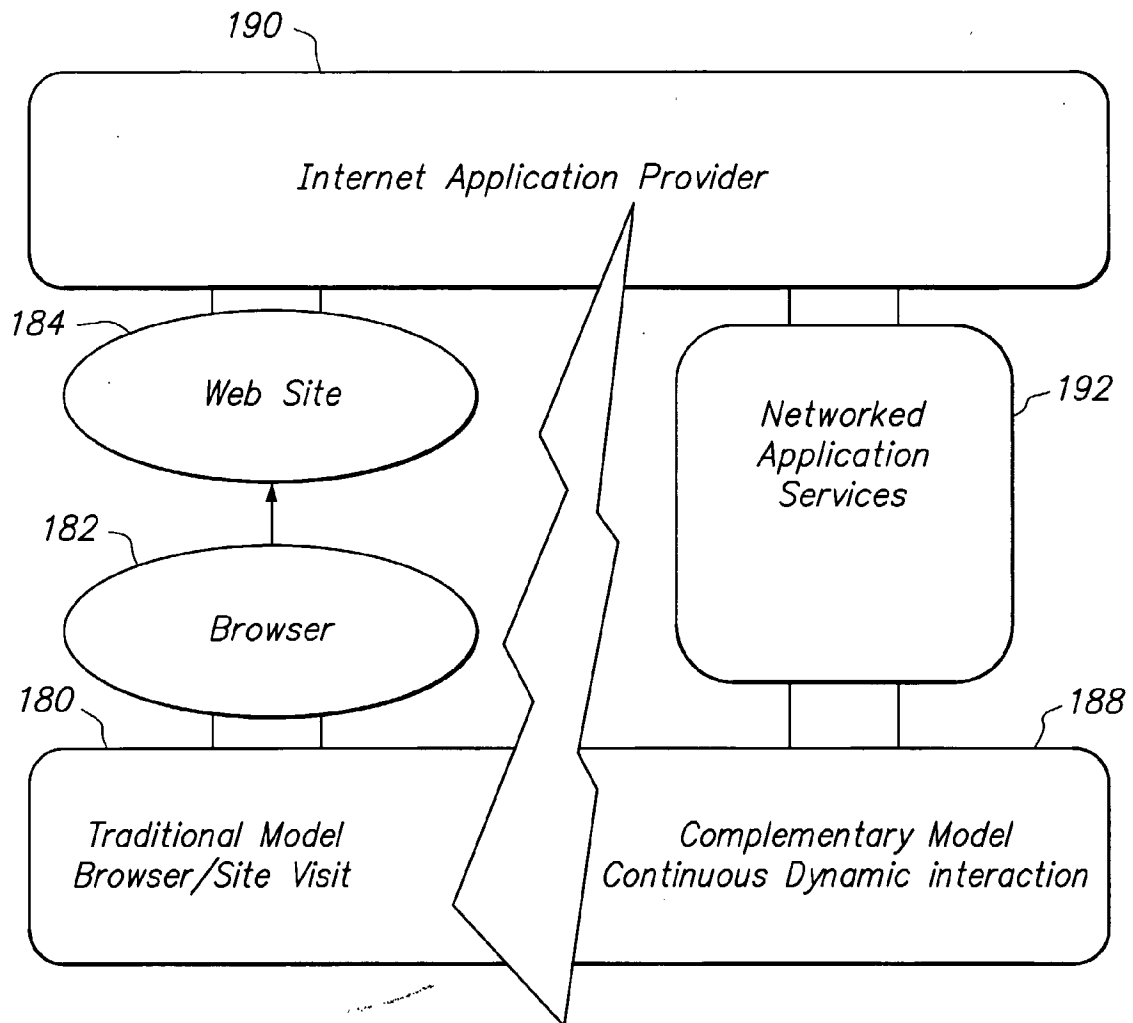 190
Internet Application Provider
184
Web Site
192
Networked
Application
Services
182
Browser
180
188
Traditional Model
Browser/Site Visit
Complementary Model
Continuous Dynamic interaction